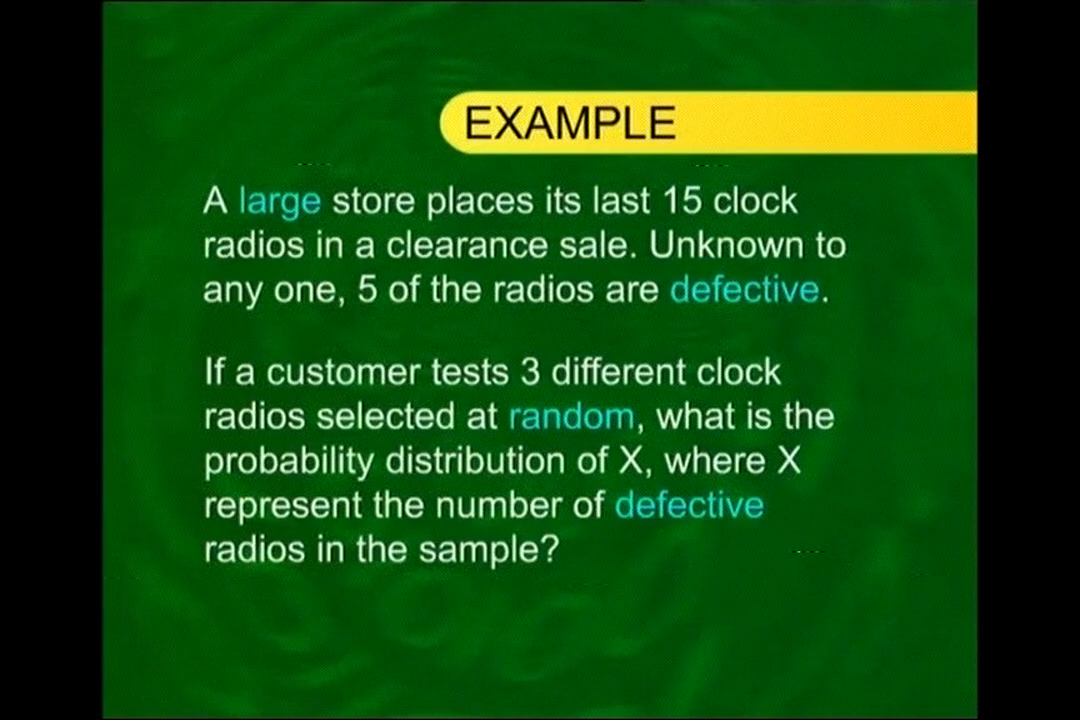 EXAMPLE
A large store places its last 15 clock
radios in a clearance sale. Unknown to
any one, 5 of the radios are defective.
If a customer tests 3 different clock
radios selected at random, what is the
probability distribution of X, where X
represent the number of defective
radios in the sample?